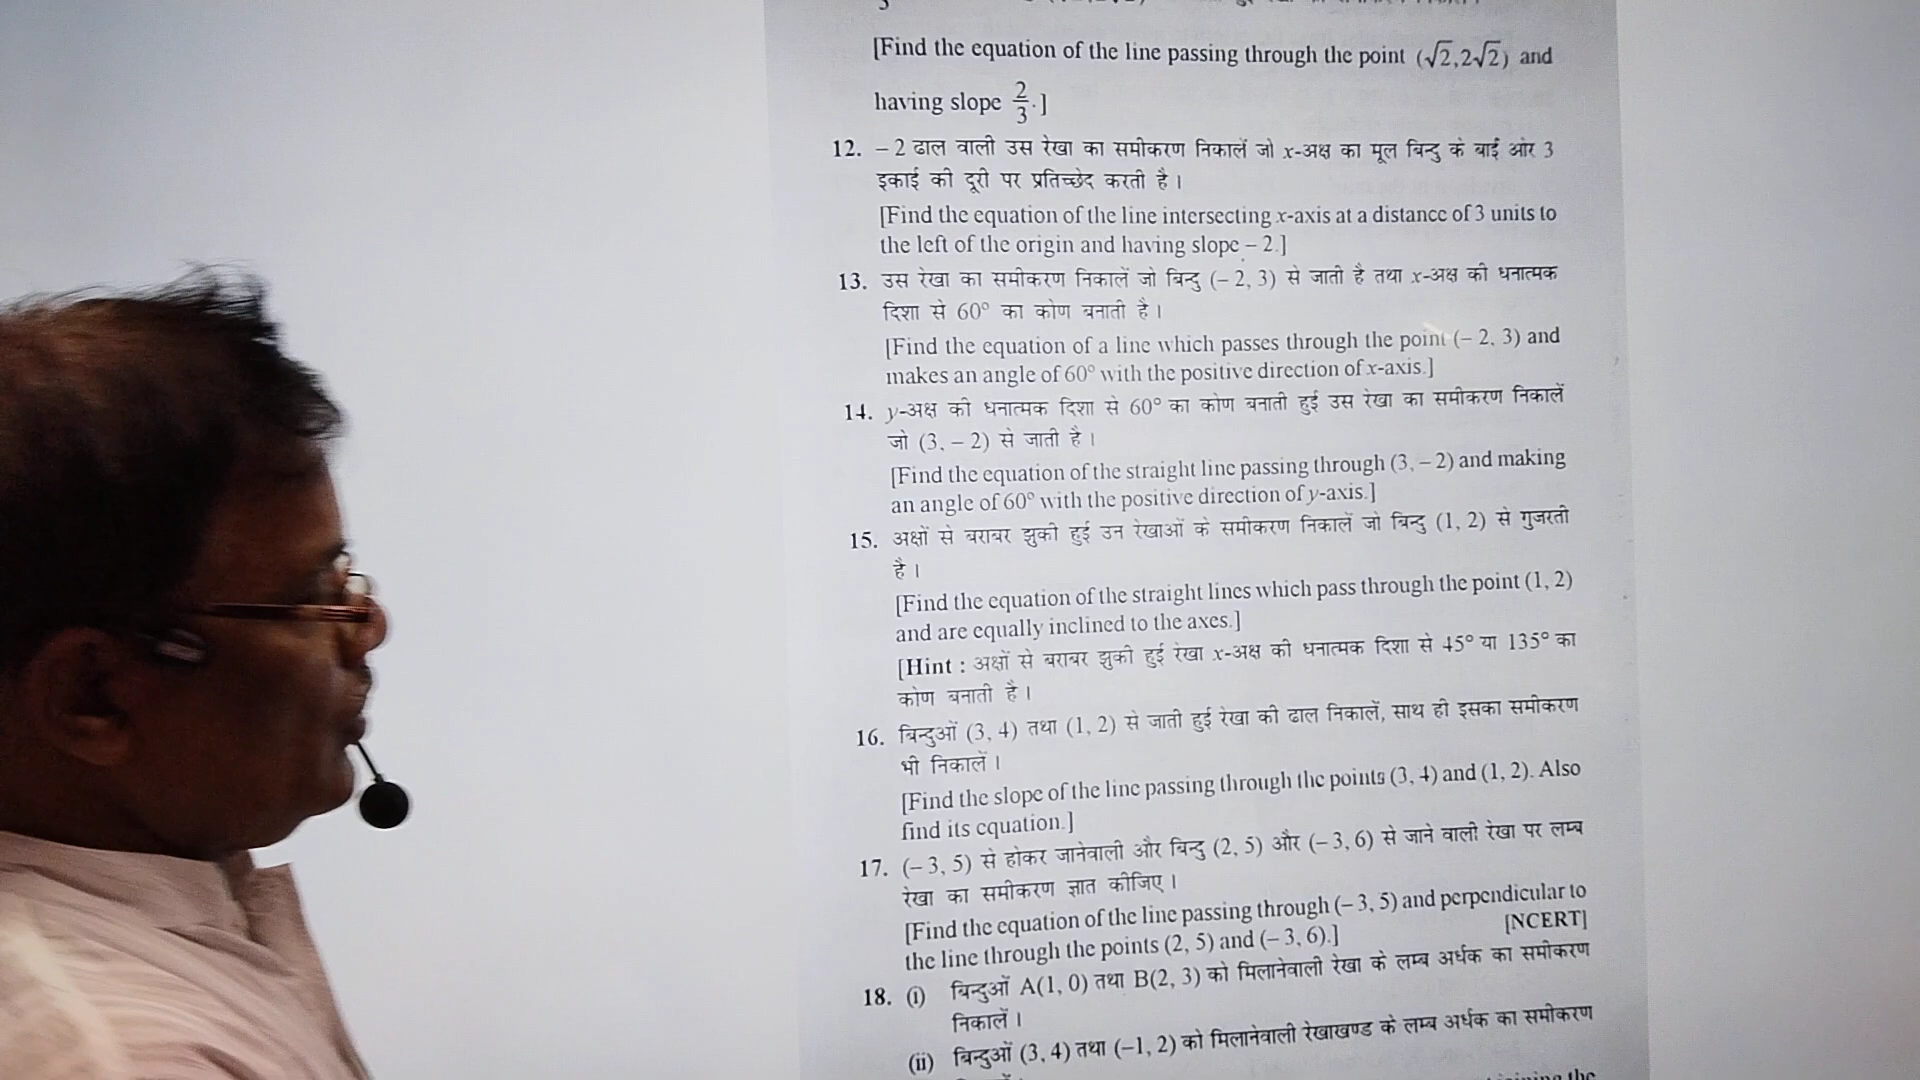 [Find the equation of the line passing through the point (√2,2√2) and
having slope 2/3.]
12. – 2 ढाल वाली उस रेखा का समीकरण निकालें जो x-अक्ष का मूल बिन्दु के बाईं ओर 3
इकाई की दूरी पर प्रतिच्छेद करती है ।
[Find the equation of the line intersecting x-axis at a distance of 3 units to
the left of the origin and having slope – 2.]
13. उस रेखा का समीकरण निकालें जो बिन्दु (– 2, 3) से जाती है तथा x-अक्ष की धनात्मक
दिशा से 60° का कोण बनाती है ।
[Find the equation of a line which passes through the point (– 2, 3) and
makes an angle of 60° with the positive direction of x-axis.]
14. y-अक्ष की धनात्मक दिशा से 60° का कोण बनाती हुई उस रेखा का समीकरण निकालें
जो (3, – 2) से जाती है ।
[Find the equation of the straight line passing through (3, – 2) and making
an angle of 60° with the positive direction of y-axis.]
15. अक्षों से बराबर झुकी हुई उन रेखाओं के समीकरण निकालें जो बिन्दु (1, 2) से गुजरती
है ।
[Find the equation of the straight lines which pass through the point (1, 2)
and are equally inclined to the axes.]
[Hint : अक्षों से बराबर झुकी हुई रेखा x-अक्ष की धनात्मक दिशा से 45° या 135° का
कोण बनाती है ।
16. बिन्दुओं (3, 4) तथा (1, 2) से जाती हुई रेखा की ढाल निकालें, साथ ही इसका समीकरण
भी निकालें ।
[Find the slope of the line passing through the points (3, 4) and (1, 2). Also
find its equation.]
17. (– 3, 5) से होकर जानेवाली और बिन्दु (2, 5) और (– 3, 6) से जाने वाली रेखा पर लम्ब
रेखा का समीकरण ज्ञात कीजिए ।
[Find the equation of the line passing through (– 3, 5) and perpendicular to
the line through the points (2, 5) and (– 3, 6).] [NCERT]
18. (i) बिन्दुओं A(1, 0) तथा B(2, 3) को मिलानेवाली रेखा के लम्ब अर्धक का समीकरण
निकालें ।
(ii) बिन्दुओं (3, 4) तथा (–1, 2) को मिलानेवाली रेखाखण्ड के लम्ब अर्धक का समीकरण
the